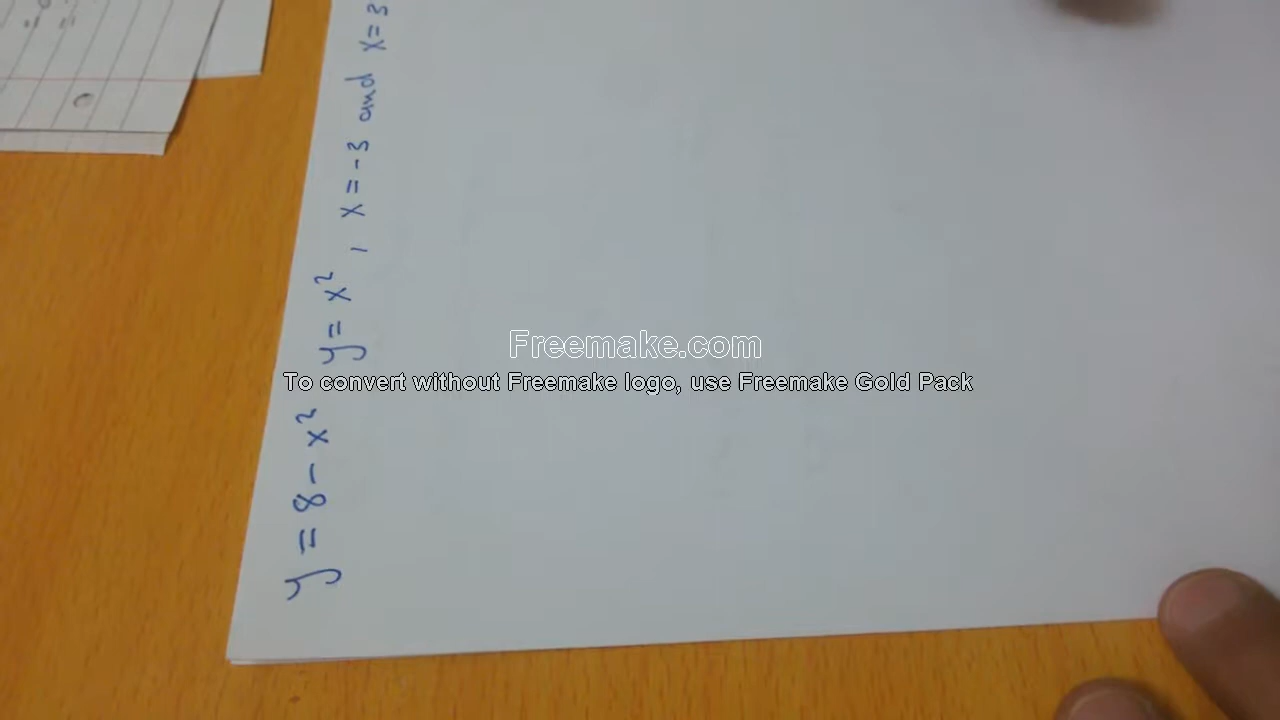 y = 8 - x² y = x² , x = -3 and x = 3
Freemake.com
To convert without Freemake logo, use Freemake Gold Pack